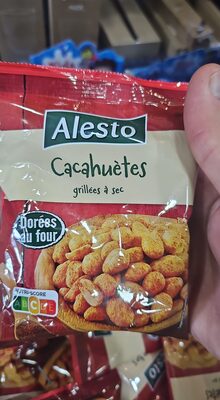 Alesto
Cacahuètes
grillées à sec
Dorées
au four
NUTRI-SCORE